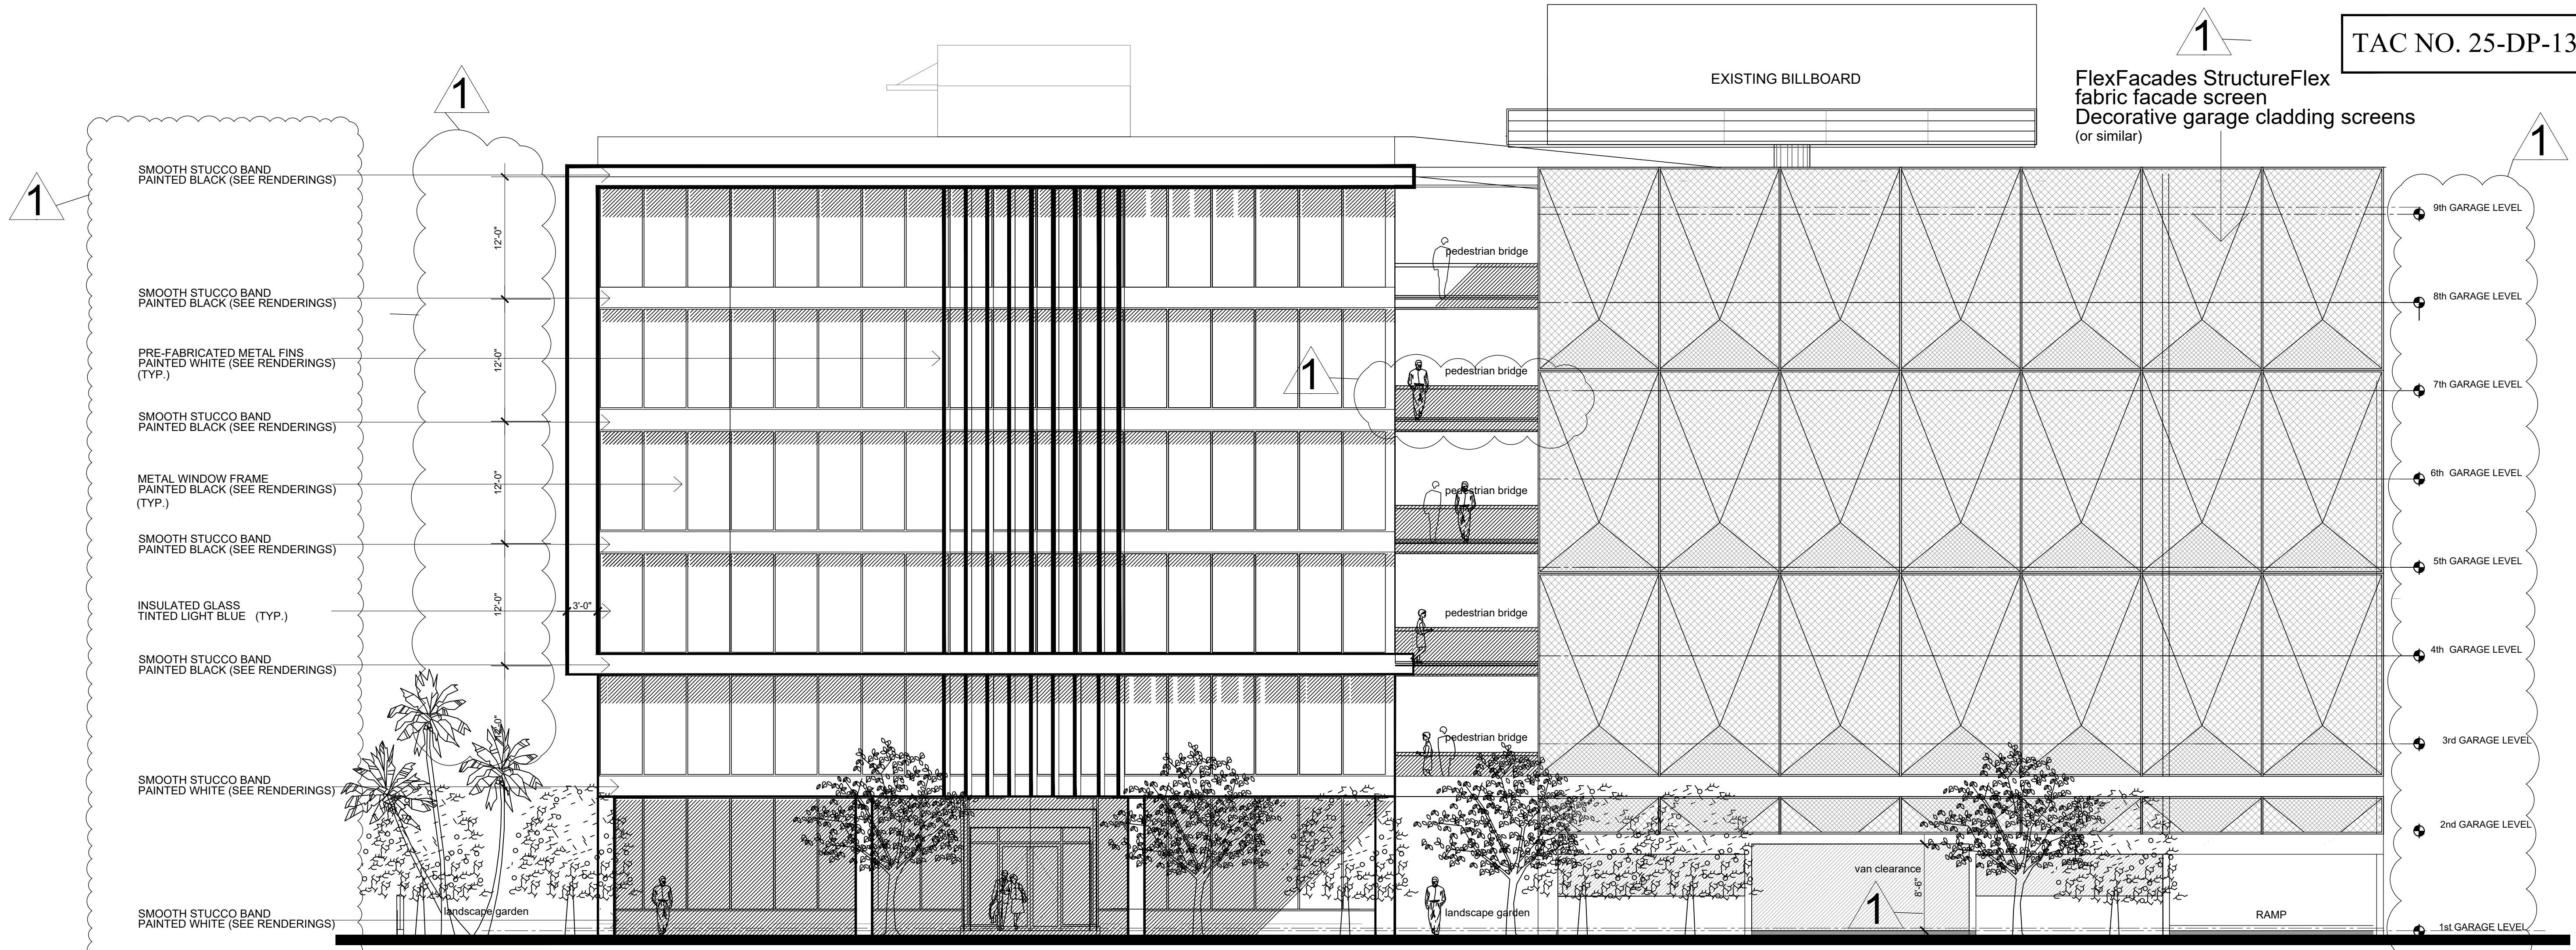 TAC NO. 25-DP-13
1
FlexFacades StructureFlex
fabric facade screen
Decorative garage cladding screens
(or similar)
EXISTING BILLBOARD
1
1
1
SMOOTH STUCCO BAND
PAINTED BLACK (SEE RENDERINGS)
SMOOTH STUCCO BAND
PAINTED BLACK (SEE RENDERINGS)
PRE-FABRICATED METAL FINS
PAINTED WHITE (SEE RENDERINGS)
(TYP.)
SMOOTH STUCCO BAND
PAINTED BLACK (SEE RENDERINGS)
METAL WINDOW FRAME
PAINTED BLACK (SEE RENDERINGS)
(TYP.)
SMOOTH STUCCO BAND
PAINTED BLACK (SEE RENDERINGS)
INSULATED GLASS
TINTED LIGHT BLUE (TYP.)
SMOOTH STUCCO BAND
PAINTED BLACK (SEE RENDERINGS)
SMOOTH STUCCO BAND
PAINTED WHITE (SEE RENDERINGS)
SMOOTH STUCCO BAND
PAINTED WHITE (SEE RENDERINGS)
12'-0"
12'-0"
12'-0"
12'-0"
12'-0"
3'-0"
pedestrian bridge
pedestrian bridge
1
pedestrian bridge
pedestrian bridge
pedestrian bridge
9th GARAGE LEVEL
8th GARAGE LEVEL
7th GARAGE LEVEL
6th GARAGE LEVEL
5th GARAGE LEVEL
4th GARAGE LEVEL
3rd GARAGE LEVEL
2nd GARAGE LEVEL
1st GARAGE LEVEL
landscape garden
landscape garden
van clearance
8'-6"
1
RAMP